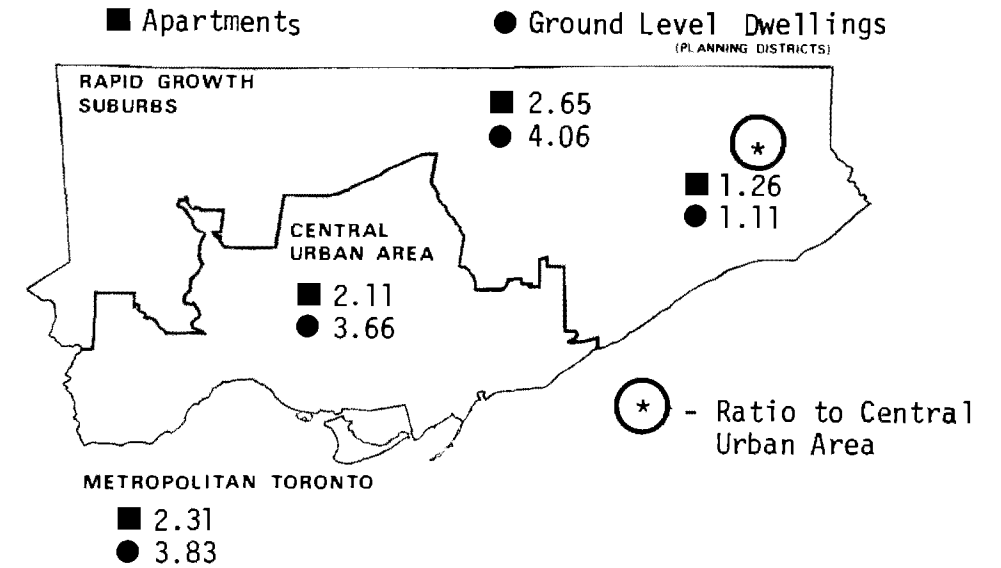 ■ Apartments
● Ground Level Dwellings
(PLANNING DISTRICTS)
RAPID GROWTH
SUBURBS
■ 2.65
● 4.06
*
■ 1.26
● 1.11
CENTRAL
URBAN AREA
■ 2.11
● 3.66
* - Ratio to Central
Urban Area
METROPOLITAN TORONTO
■ 2.31
● 3.83